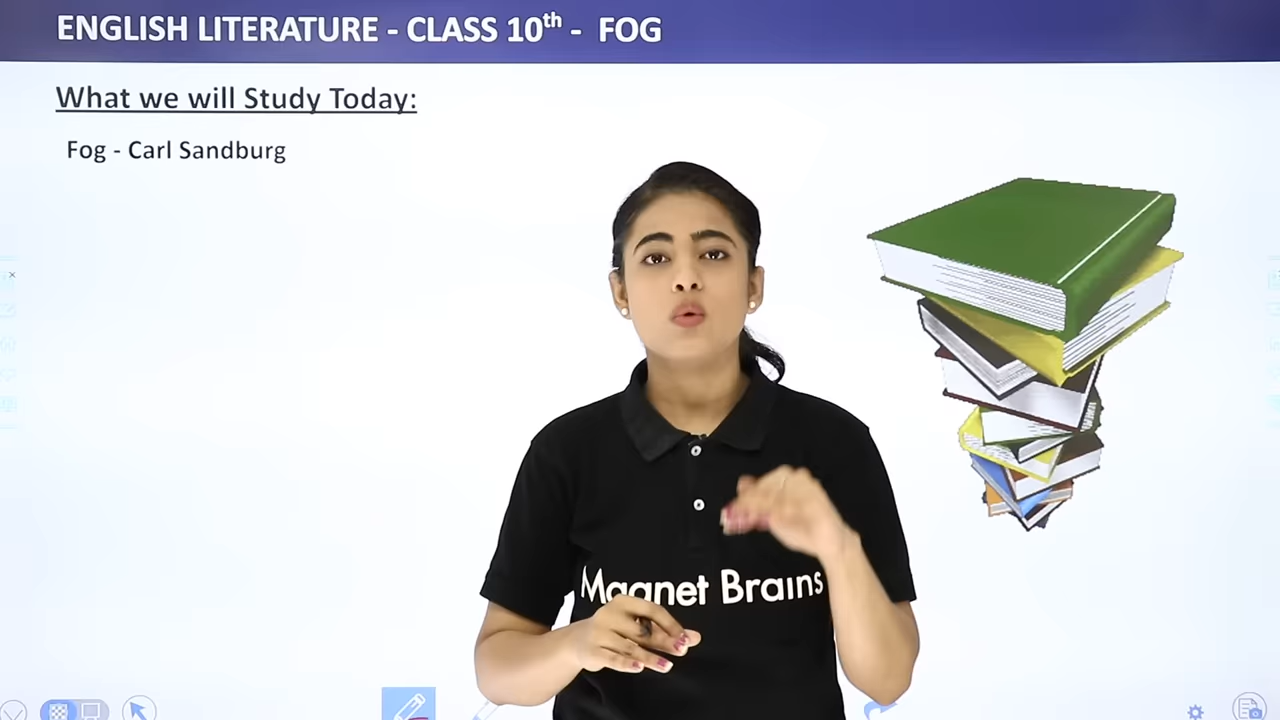 ENGLISH LITERATURE - CLASS 10th - FOG
What we will Study Today:
Fog - Carl Sandburg
Magnet Brains